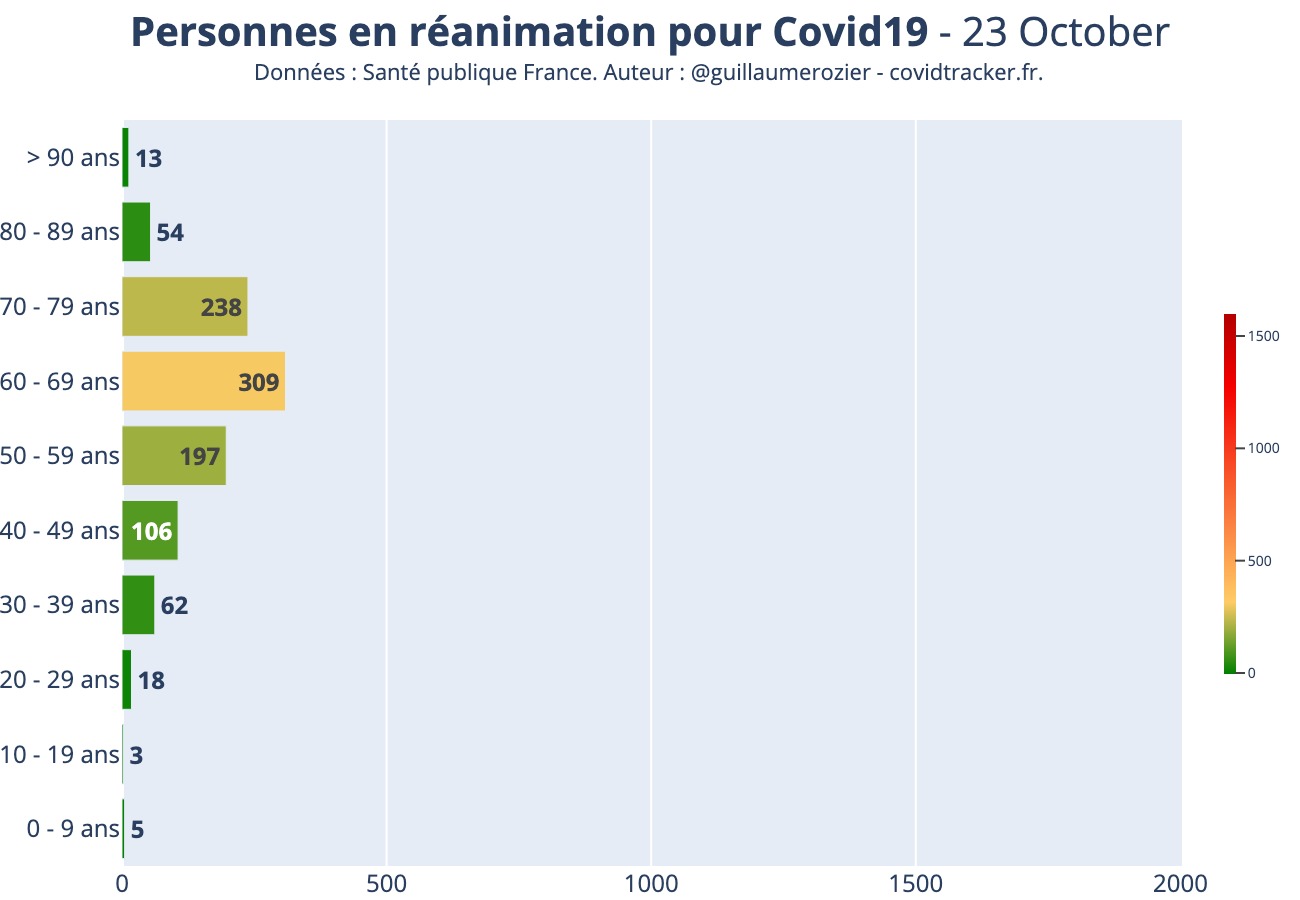 Personnes en réanimation pour Covid19 - 23 October
Données : Santé publique France. Auteur : @guillaumerozier - covidtracker.fr.
> 90 ans 13
80 - 89 ans 54
70 - 79 ans 238
60 - 69 ans 309
50 - 59 ans 197
40 - 49 ans 106
30 - 39 ans 62
20 - 29 ans 18
10 - 19 ans 3
0 - 9 ans 5
0 500 1000 1500 2000
1500
1000
500
0